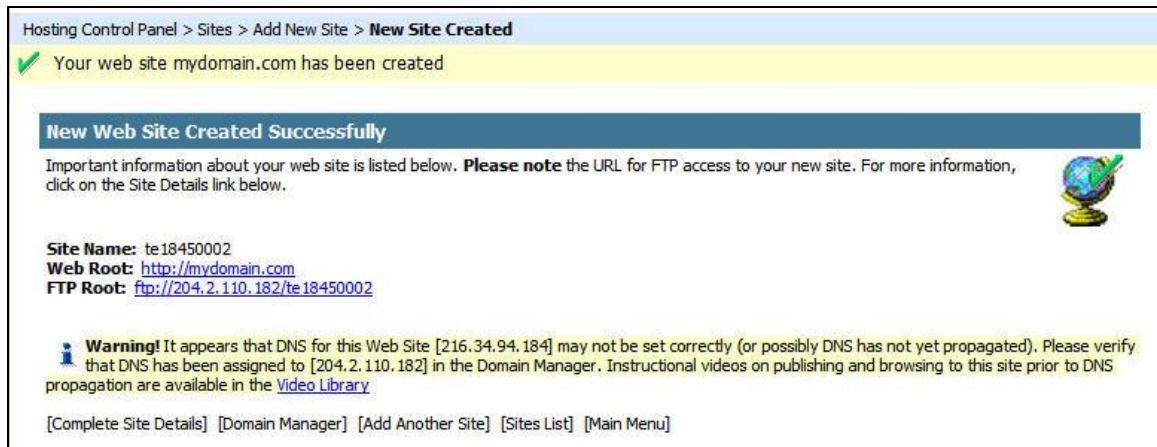 Hosting Control Panel > Sites > Add New Site > New Site Created
Your web site mydomain.com has been created
New Web Site Created Successfully
Important information about your web site is listed below. Please note the URL for FTP access to your new site. For more information,
click on the Site Details link below.
Site Name: te18450002
Web Root: http://mydomain.com
FTP Root: ftp://204.2.110.182/te18450002
Warning! It appears that DNS for this Web Site [216.34.94.184] may not be set correctly (or possibly DNS has not yet propagated). Please verify
that DNS has been assigned to [204.2.110.182] in the Domain Manager. Instructional videos on publishing and browsing to this site prior to DNS
propagation are available in the Video Library
[Complete Site Details] [Domain Manager] [Add Another Site] [Sites List] [Main Menu]